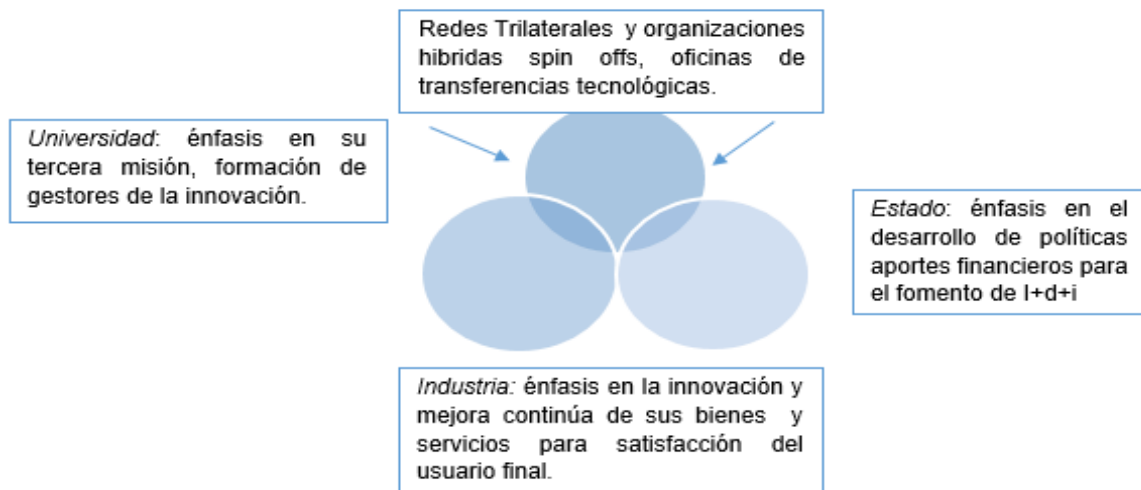 Redes Trilaterales y organizaciones
hibridas spin offs, oficinas de
transferencias tecnológicas.
Universidad: énfasis en su
tercera misión, formación de
gestores de la innovación.
Estado: énfasis en el
desarrollo de políticas
aportes financieros para
el fomento de I+d+i
Industria: énfasis en la innovación y
mejora continúa de sus bienes y
servicios para satisfacción del
usuario final.